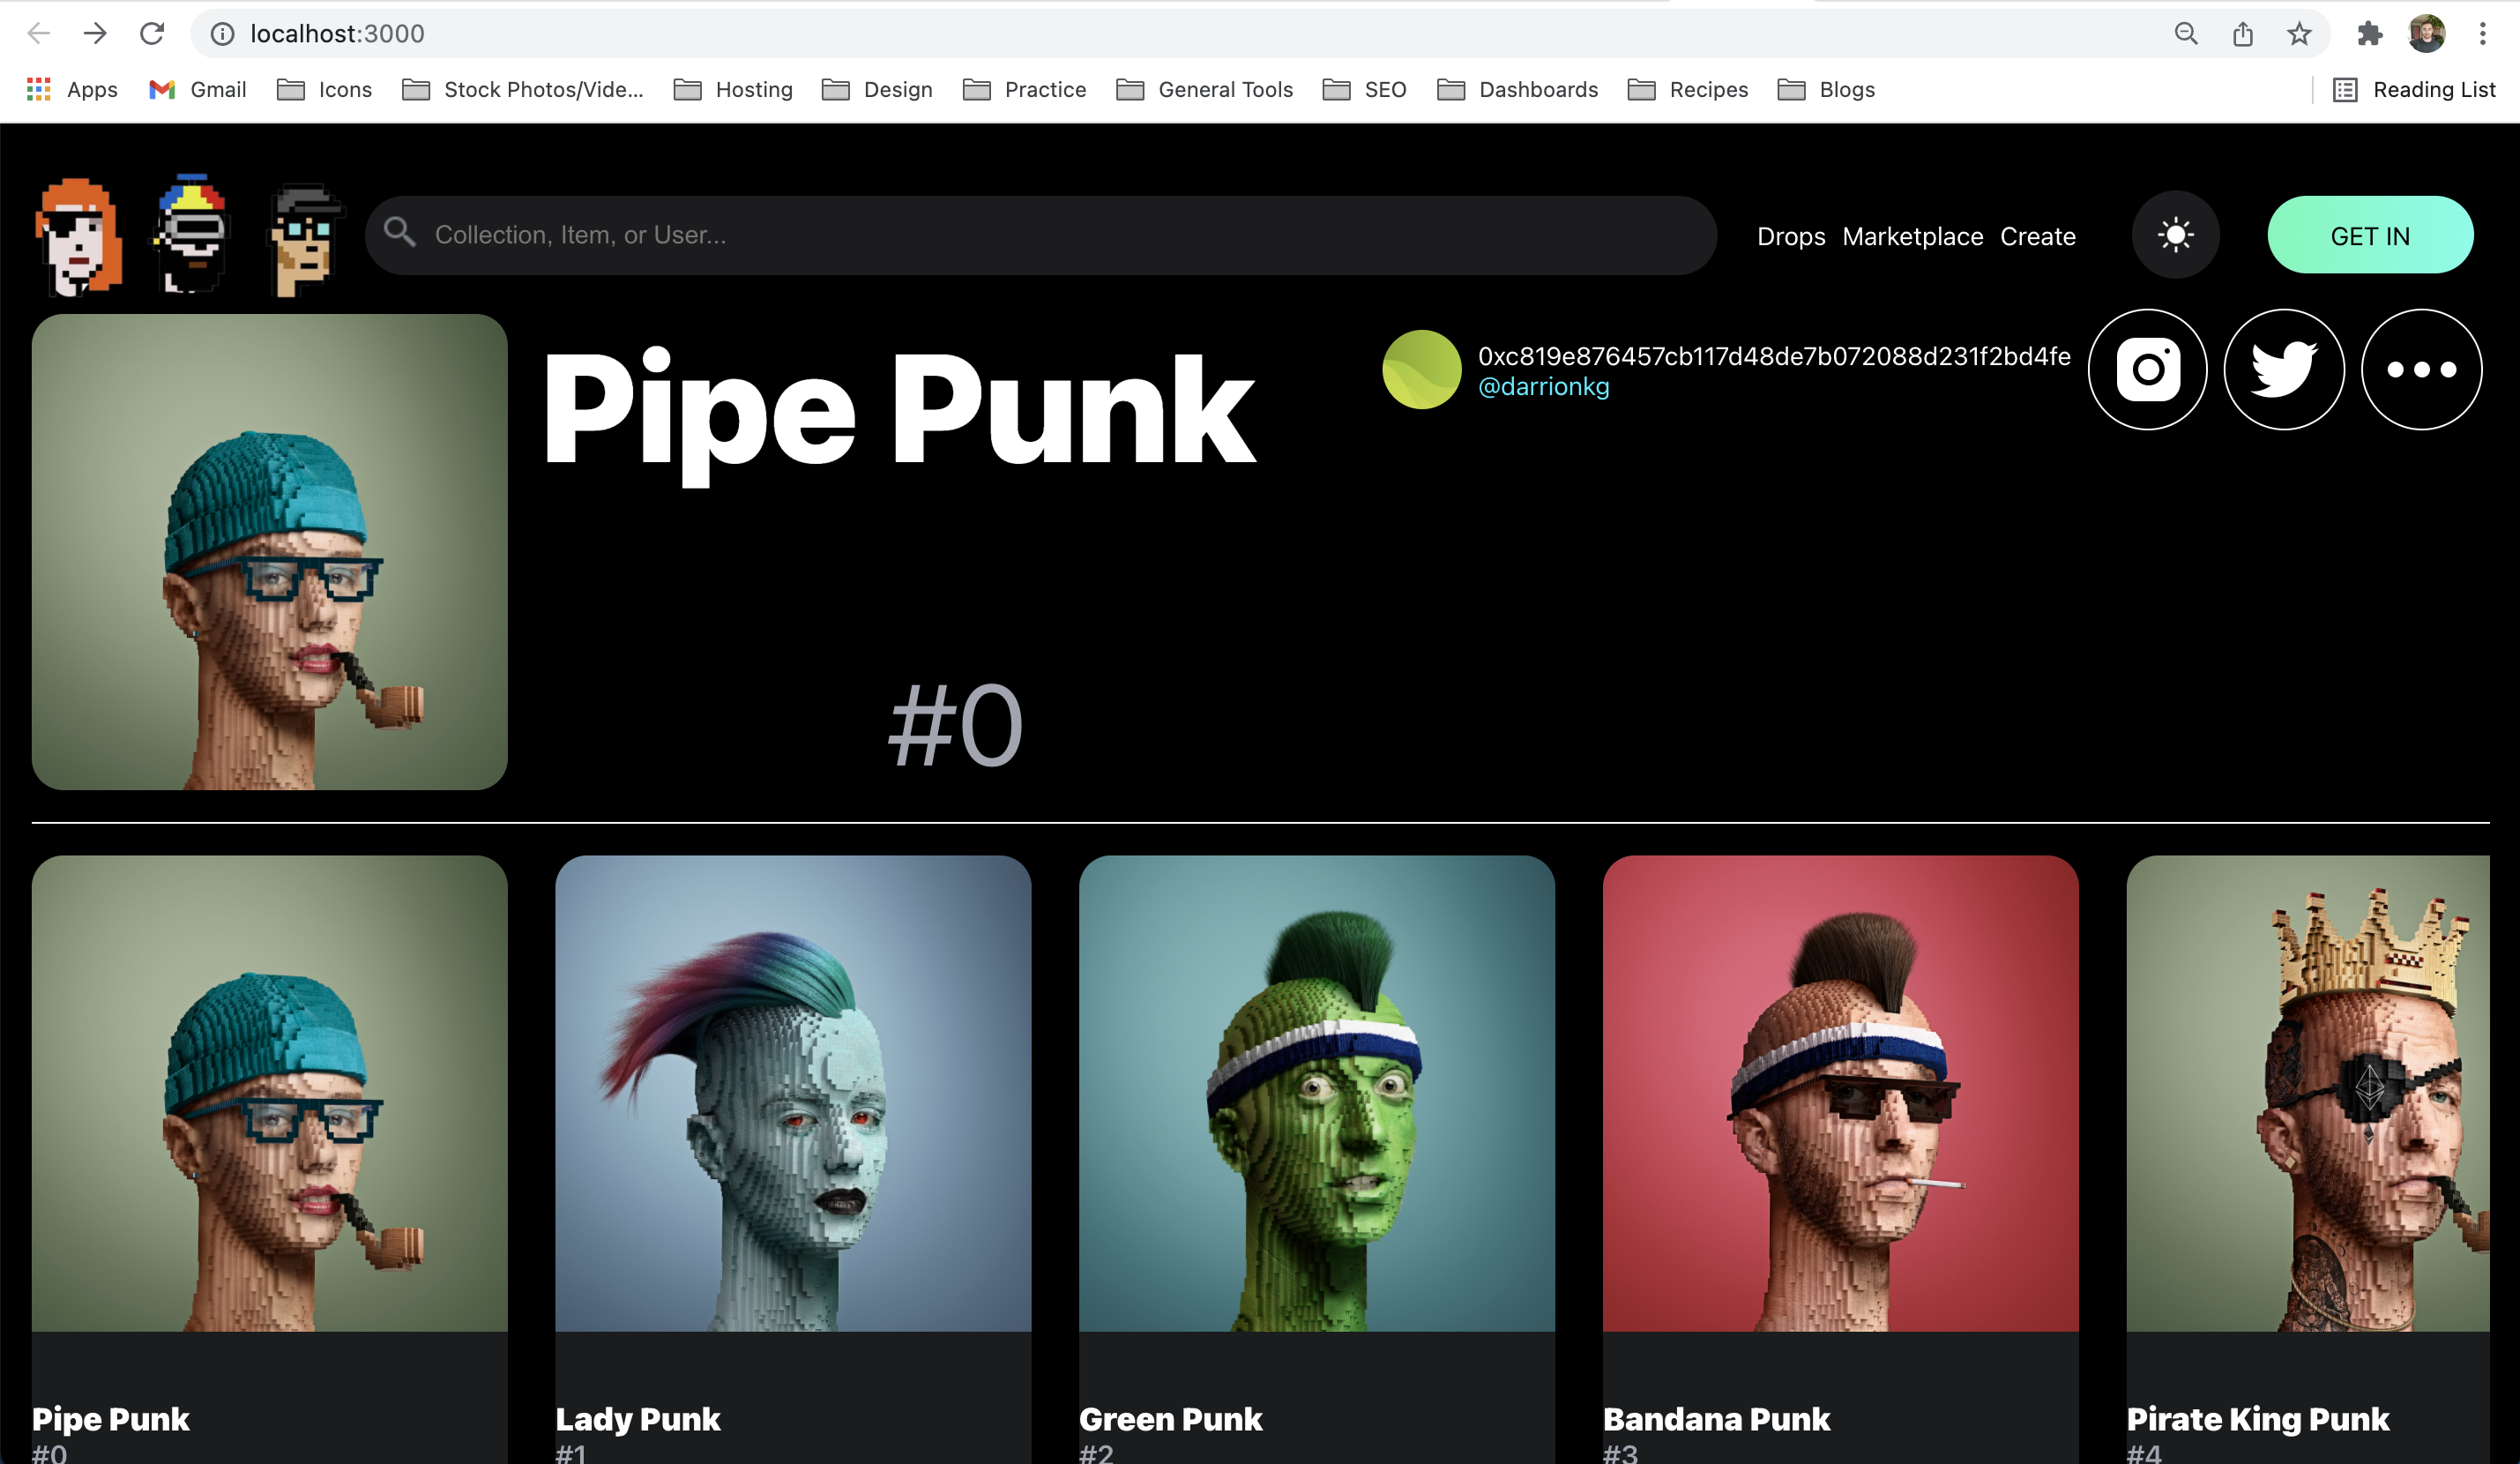 localhost:3000
Apps Gmail Icons Stock Photos/Vide... Hosting Design Practice General Tools SEO Dashboards Recipes Blogs Reading List
Collection, Item, or User...
Drops Marketplace Create
GET IN
Pipe Punk
0xc819e876457cb117d48de7b072088d231f2bd4fe
@darrionkg
#0
Pipe Punk
#0
Lady Punk
#1
Green Punk
#2
Bandana Punk
#3
Pirate King Punk
#4